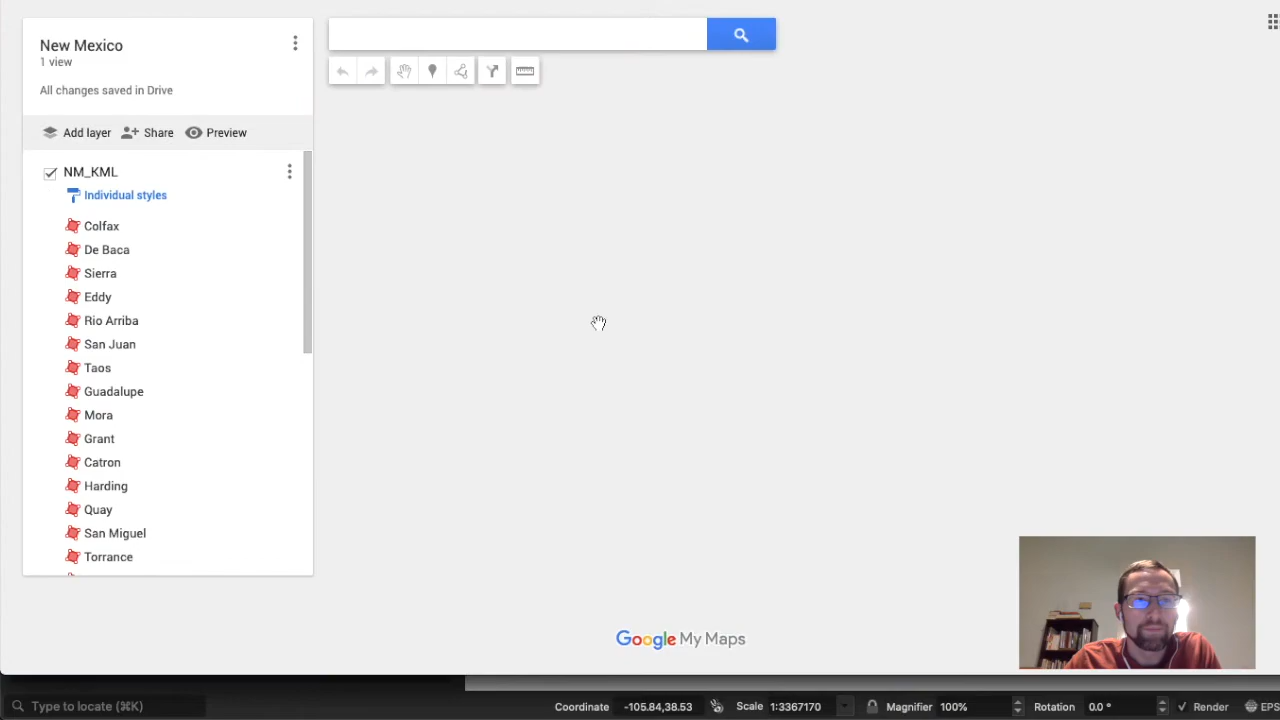 New Mexico
1 view
All changes saved in Drive
Add layer Share Preview
NM_KML
Individual styles
Colfax
De Baca
Sierra
Eddy
Rio Arriba
San Juan
Taos
Guadalupe
Mora
Grant
Catron
Harding
Quay
San Miguel
Torrance
Google My Maps
Type to locate (⌘K) Coordinate -105.84,38.53 Scale 1:3367170 Magnifier 100% Rotation 0.0 ° Render EPS